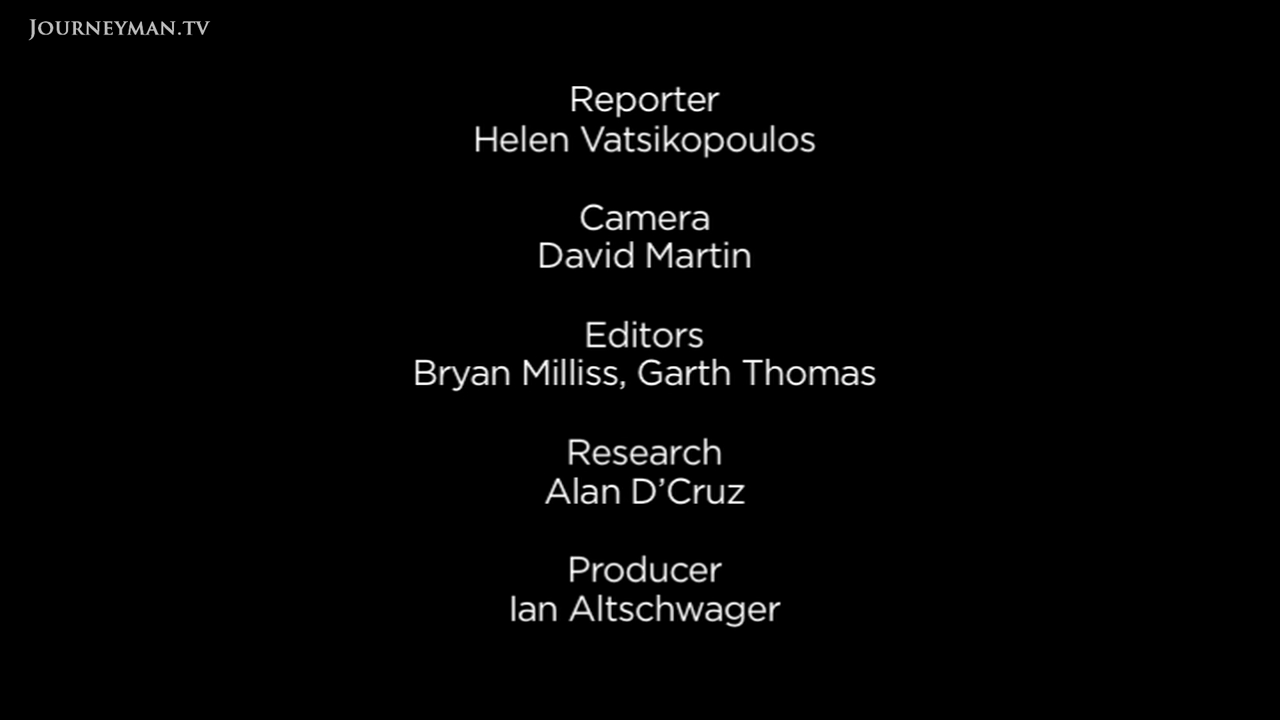 JOURNEYMAN.TV
Reporter
Helen Vatsikopoulos
Camera
David Martin
Editors
Bryan Milliss, Garth Thomas
Research
Alan D’Cruz
Producer
Ian Altschwager